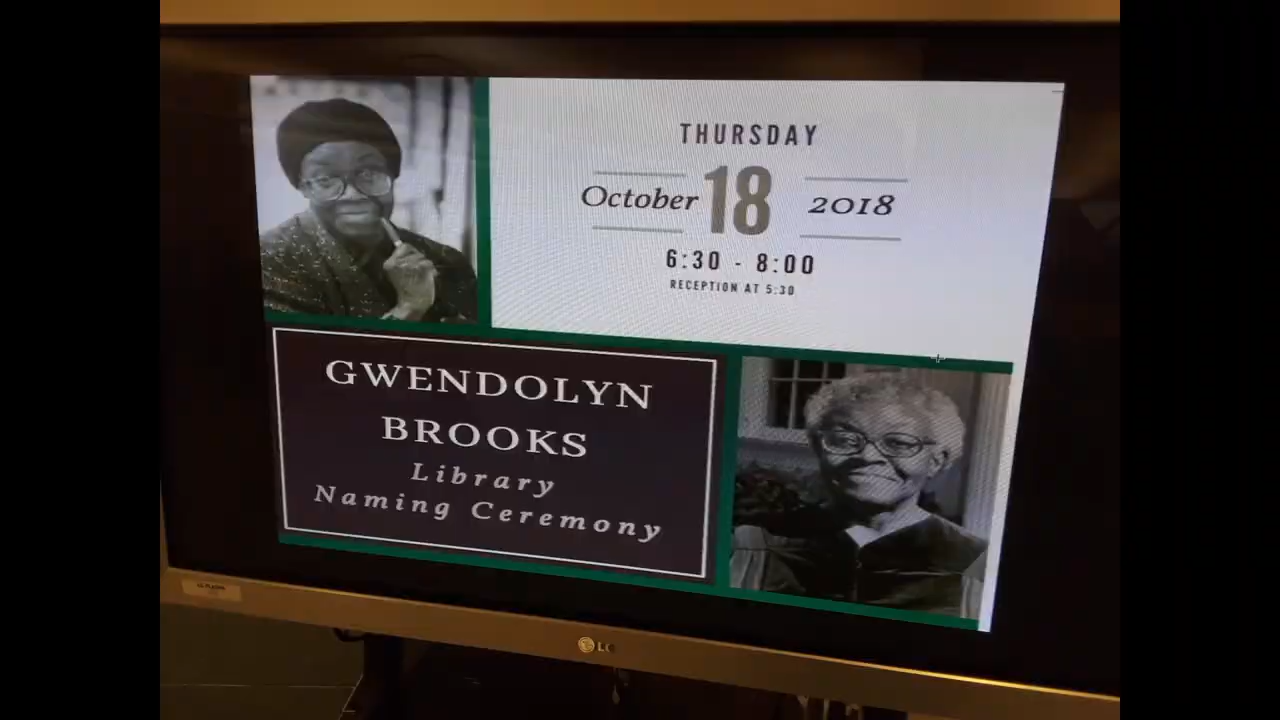 THURSDAY
October 18 2018
6:30 - 8:00
RECEPTION AT 5:30
GWENDOLYN
BROOKS
Library
Naming Ceremony
LG